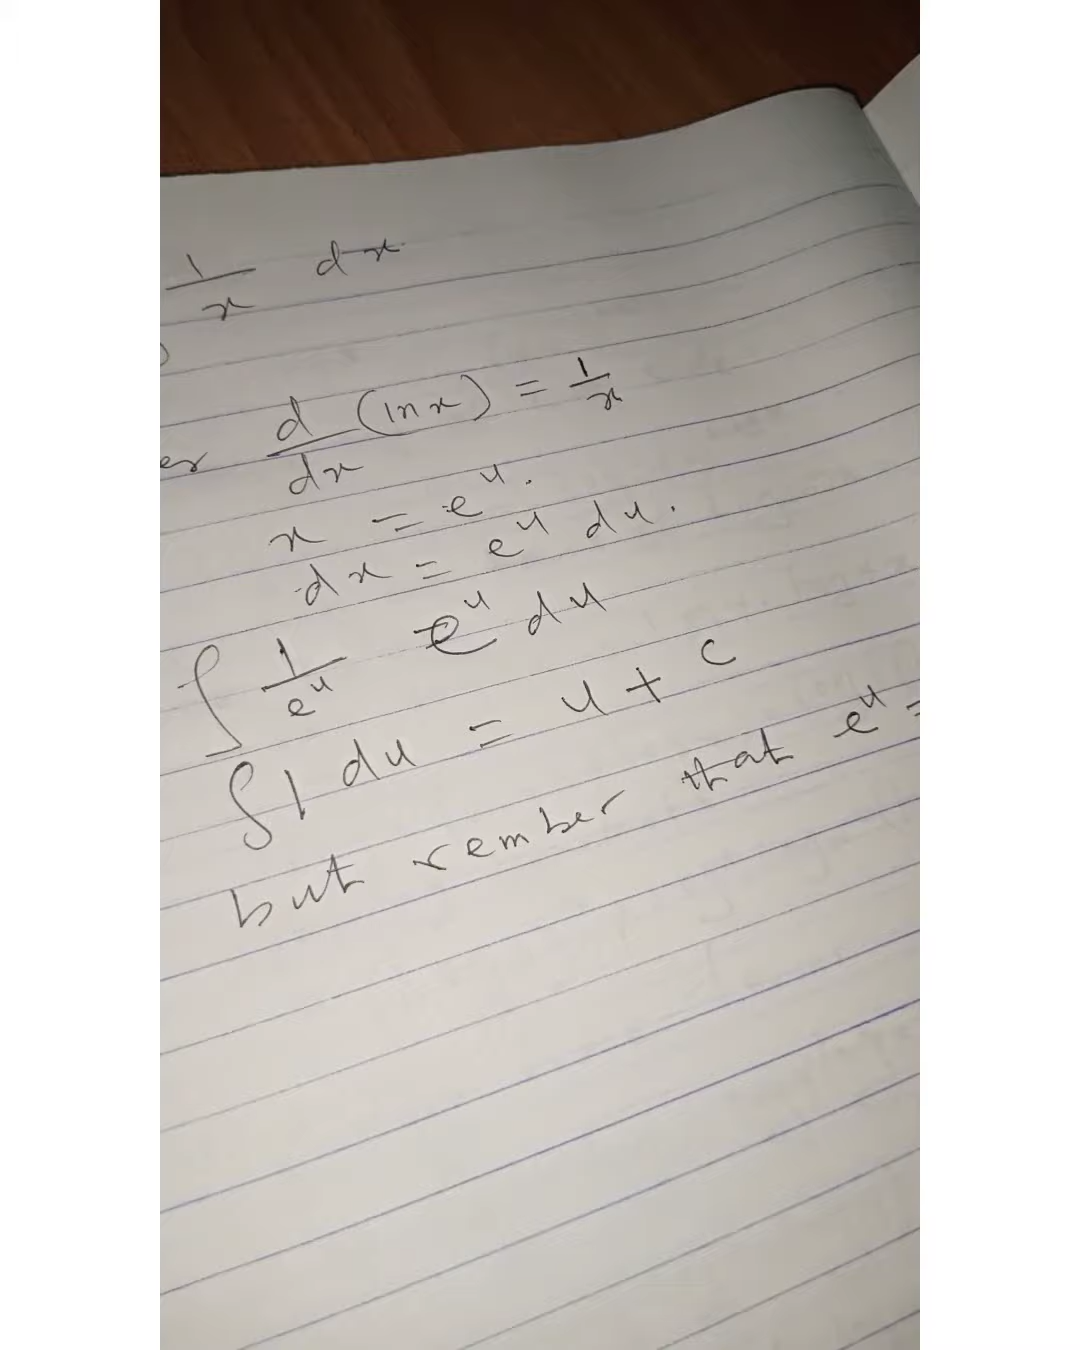 1/x dx
d/dx (ln x) = 1/x
x = e^u.
dx = e^u du.
∫ 1/e^u e^u du
∫ 1 du = u + c
but rember that e^u =